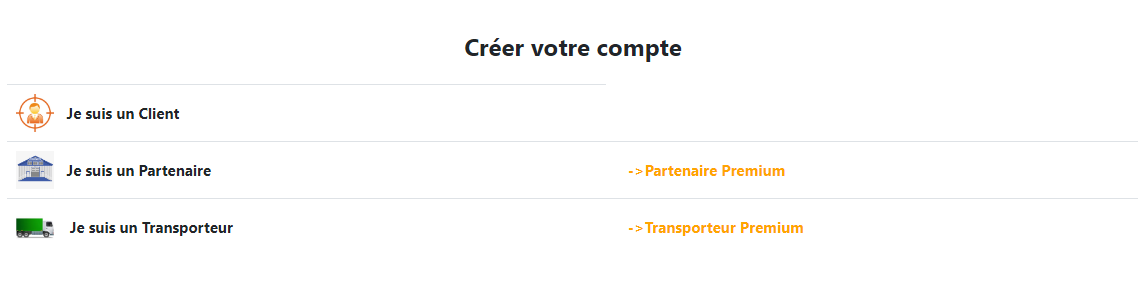 Créer votre compte
Je suis un Client
Je suis un Partenaire
->Partenaire Premium
Je suis un Transporteur
->Transporteur Premium